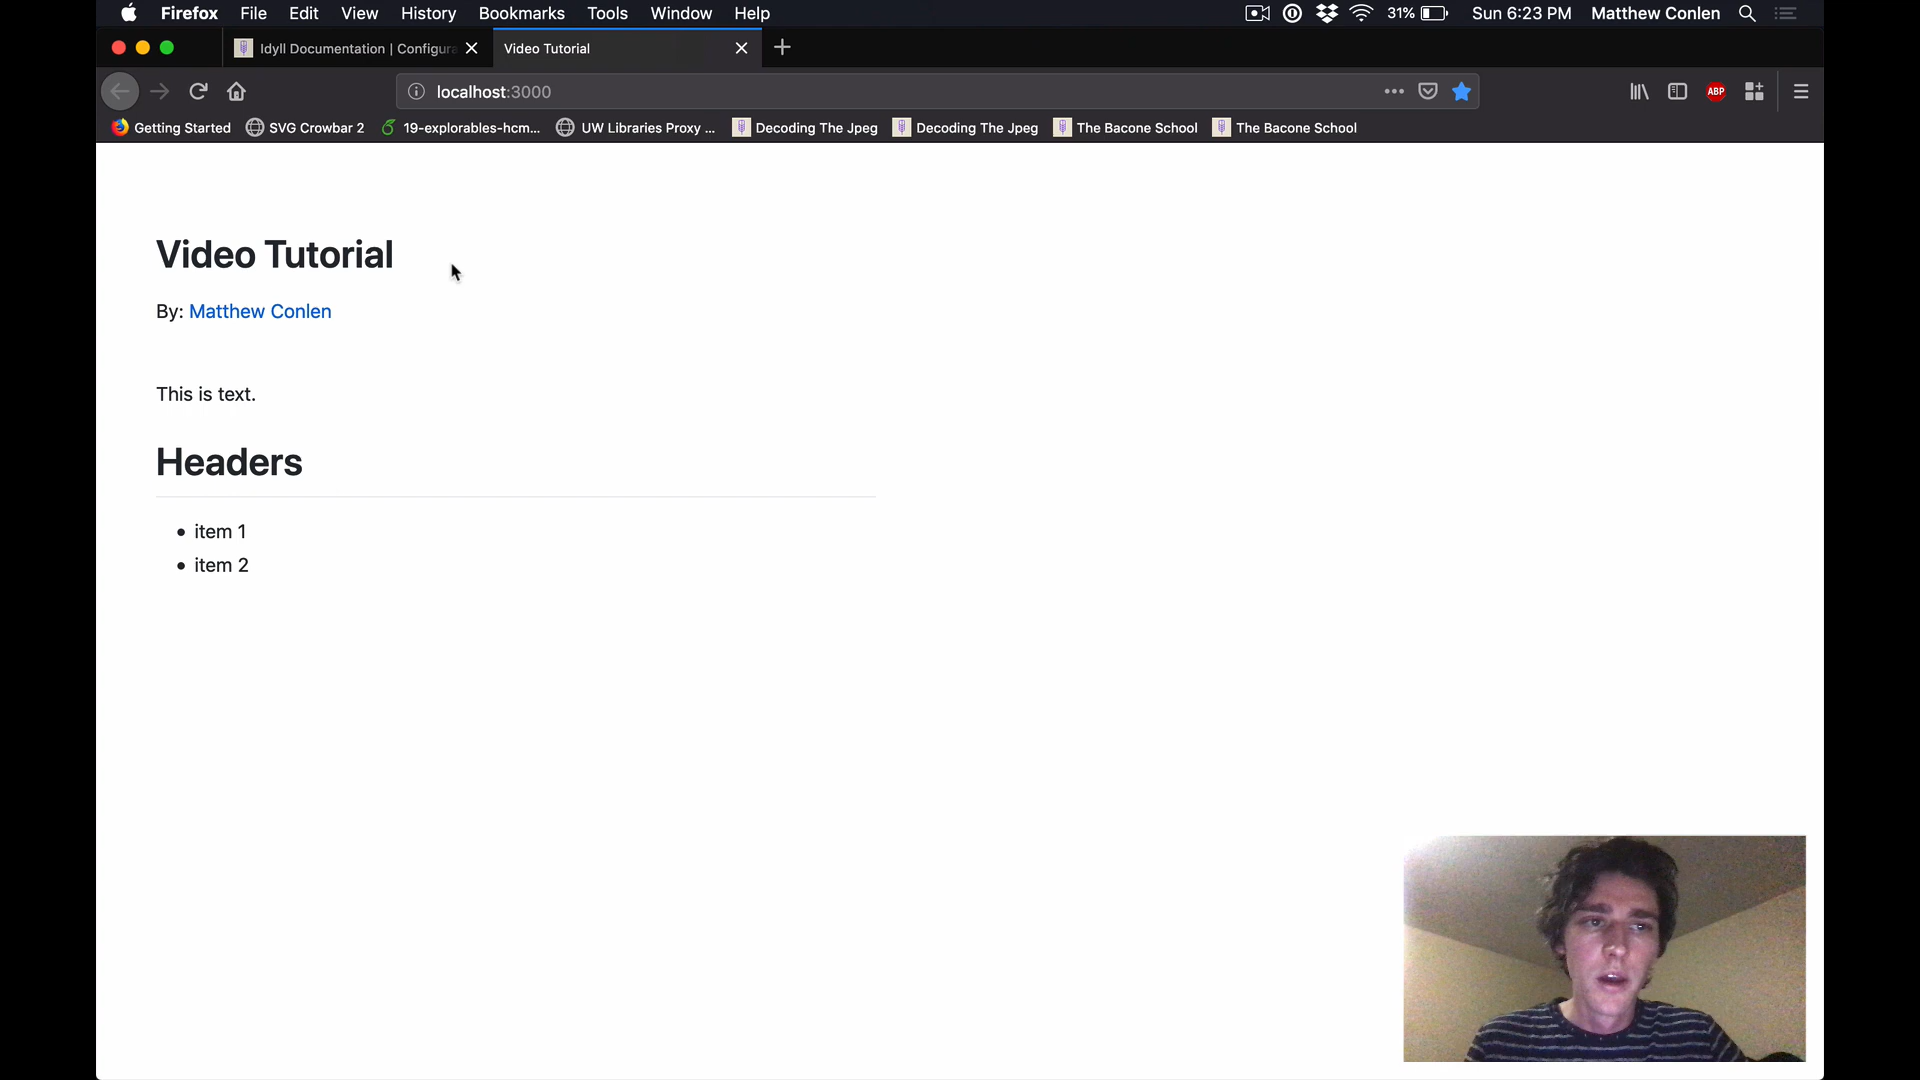 Firefox File Edit View History Bookmarks Tools Window Help 31% Sun 6:23 PM Matthew Conlen
Idyll Documentation | Configura Video Tutorial
localhost:3000
ABP
Getting Started SVG Crowbar 2 19-explorables-hcm... UW Libraries Proxy ... Decoding The Jpeg Decoding The Jpeg The Bacone School The Bacone School
Video Tutorial
By: Matthew Conlen
This is text.
Headers
• item 1
• item 2